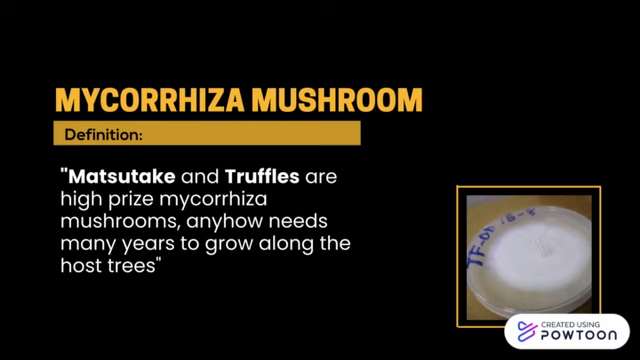 MYCORRHIZA MUSHROOM
Definition:
"Matsutake and Truffles are
high prize mycorrhiza
mushrooms, anyhow needs
many years to grow along the
host trees"
CREATED USING
POWTOON